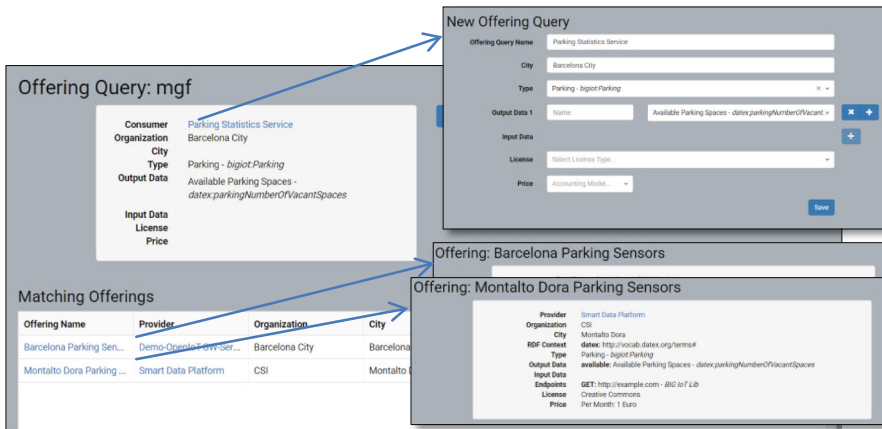 New Offering Query
Offering Query Name Parking Statistics Service
City Barcelona City
Type Parking - bigiot:Parking × 
Output Data 1 Name Available Parking Spaces - datex:parkingNumberOfVacant
Input Data +
License Select License Type...
Price Accounting Model...
Save
Offering Query: mgf
Consumer Parking Statistics Service
Organization Barcelona City
City
Type Parking - bigiot:Parking
Output Data Available Parking Spaces -
datex:parkingNumberOfVacantSpaces
Input Data
License
Price
Matching Offerings
Offering Name Provider Organization City
Barcelona Parking Sen... Demo-OpenIoT-GW-Ser... Barcelona City Barcelona
Montalto Dora Parking ... Smart Data Platform CSI Montalto
Offering: Barcelona Parking Sensors
Offering: Montalto Dora Parking Sensors
Provider Smart Data Platform
Organization CSI
City Montalto Dora
RDF Context datex: http://vocab.datex.org/terms#
Type Parking - bigiot:Parking
Output Data available: Available Parking Spaces - datex:parkingNumberOfVacantSpaces
Input Data
Endpoints GET: http://example.com - BIG IoT Lib
License Creative Commons
Price Per Month: 1 Euro